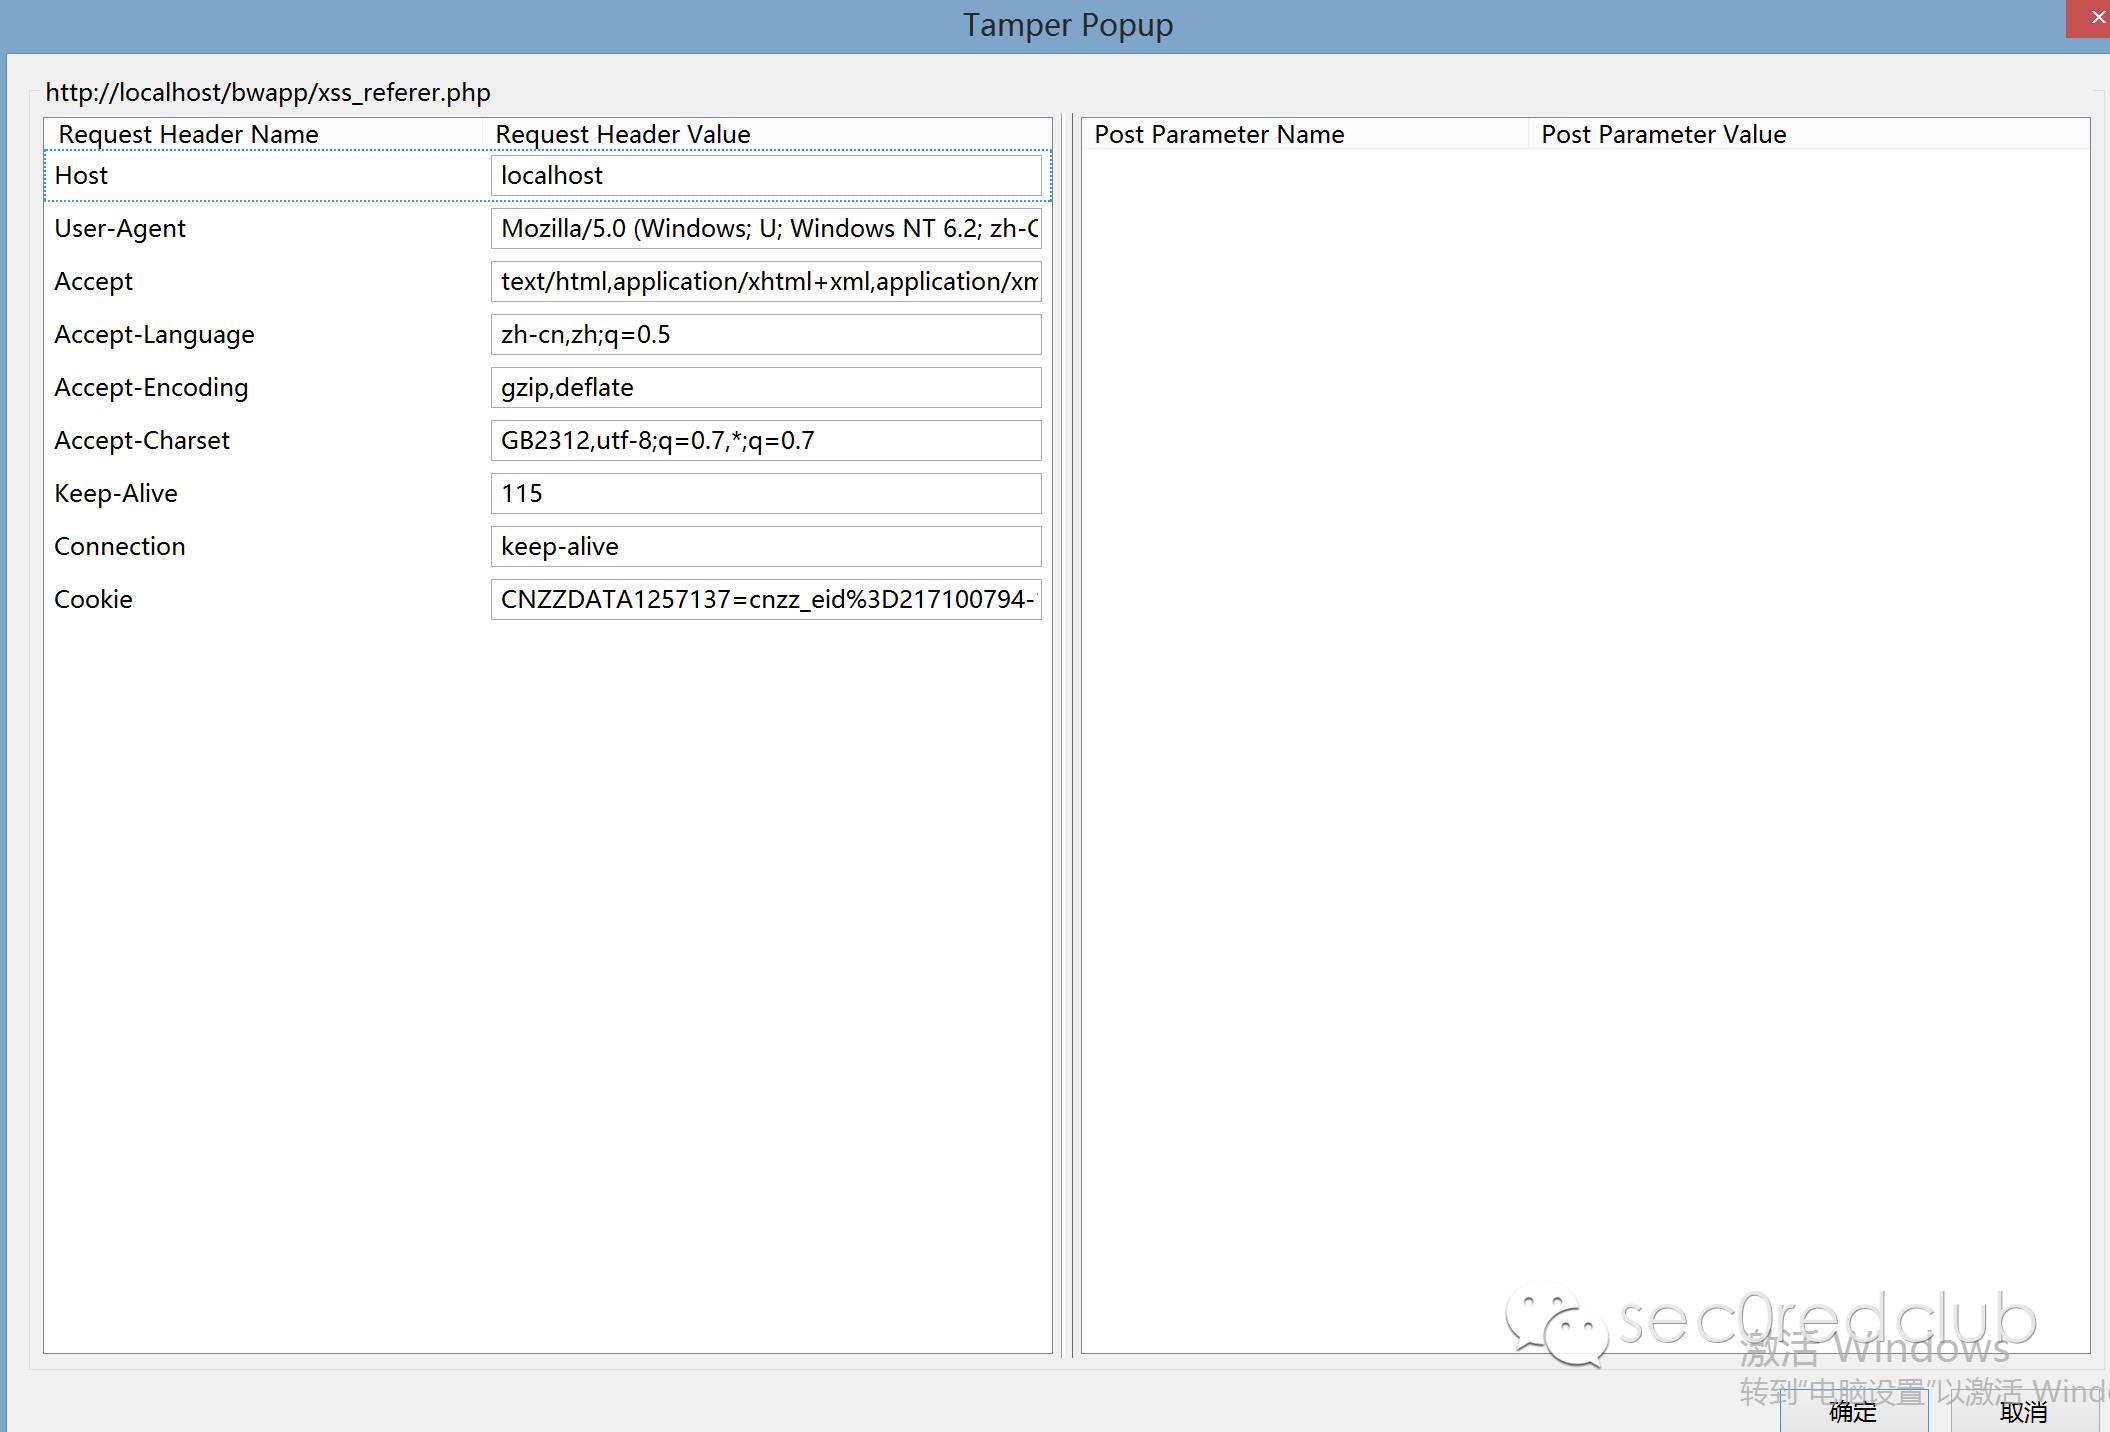 Tamper Popup
http://localhost/bwapp/xss_referer.php
Request Header Name Request Header Value Post Parameter Name Post Parameter Value
Host localhost
User-Agent Mozilla/5.0 (Windows; U; Windows NT 6.2; zh-C
Accept text/html,application/xhtml+xml,application/xm
Accept-Language zh-cn,zh;q=0.5
Accept-Encoding gzip,deflate
Accept-Charset GB2312,utf-8;q=0.7,*;q=0.7
Keep-Alive 115
Connection keep-alive
Cookie CNZZDATA1257137=cnzz_eid%3D217100794-
sec0redclub
激活 Windows
转到“电脑设置”以激活 Windo
确定 取消